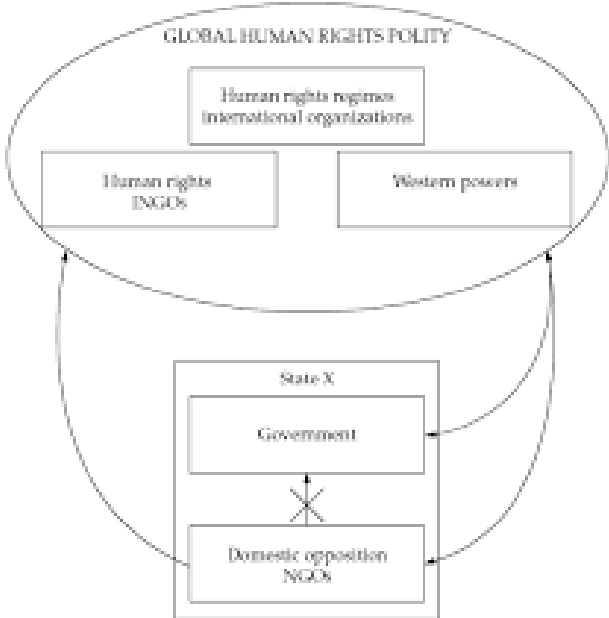 GLOBAL HUMAN RIGHTS POLITY
Human rights regimes
international organizations
Human rights
INGOs
Western powers
State X
Government
Domestic opposition
NGOs